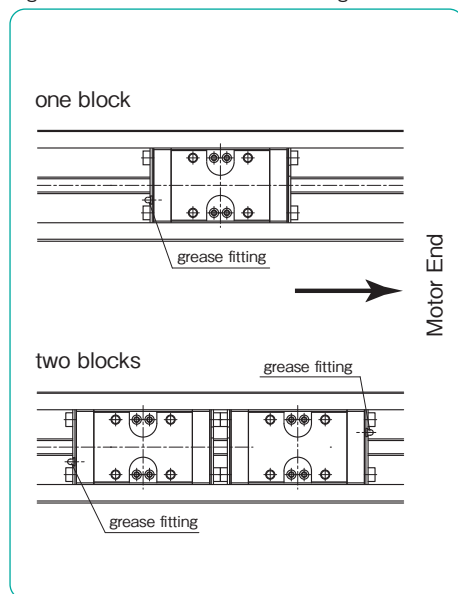 one block
grease fitting
Motor End
two blocks
grease fitting
grease fitting